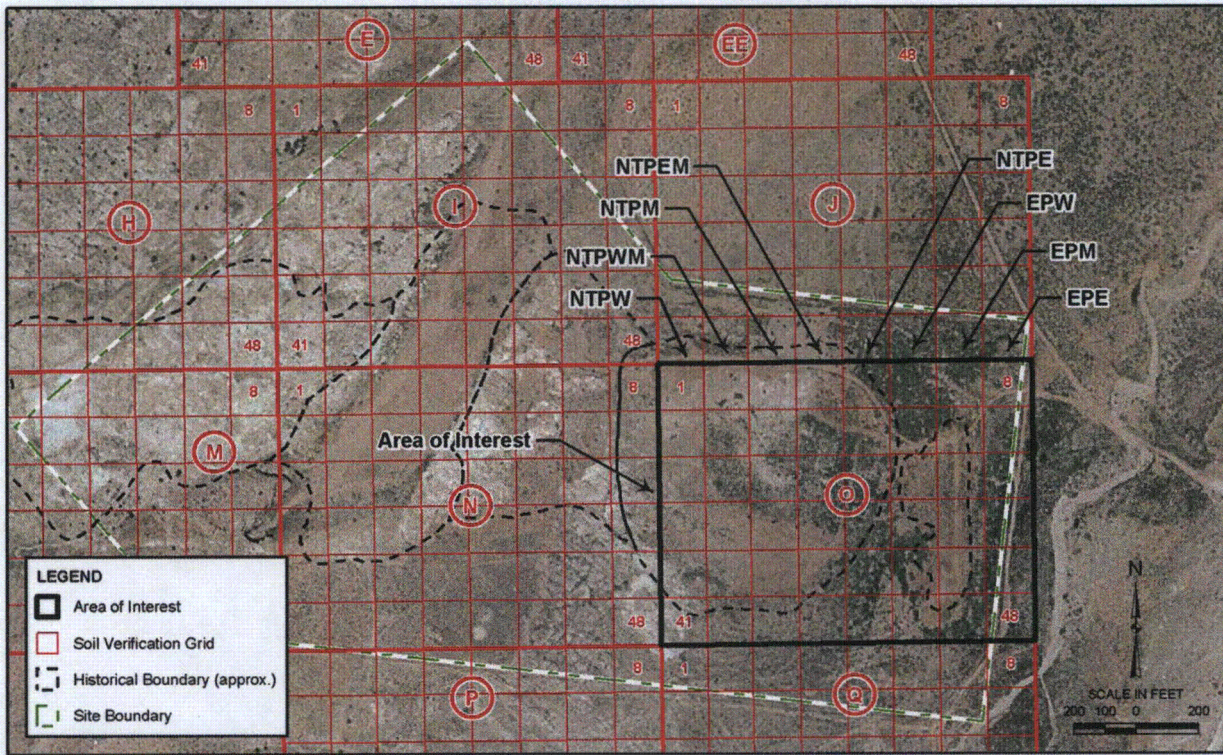 E
EE
41
48
41
48
8
1
8
1
8
NTPEM
NTPE
H
I
J
NTPM
EPW
NTPWM
EPM
NTPW
EPE
48
41
48
8
1
8
1
8
Area of Interest
M
N
O
LEGEND
Area of Interest
Soil Verification Grid
Historical Boundary (approx.)
Site Boundary
48
41
48
8
1
8
P
Q
N
SCALE IN FEET
200 100 0 200